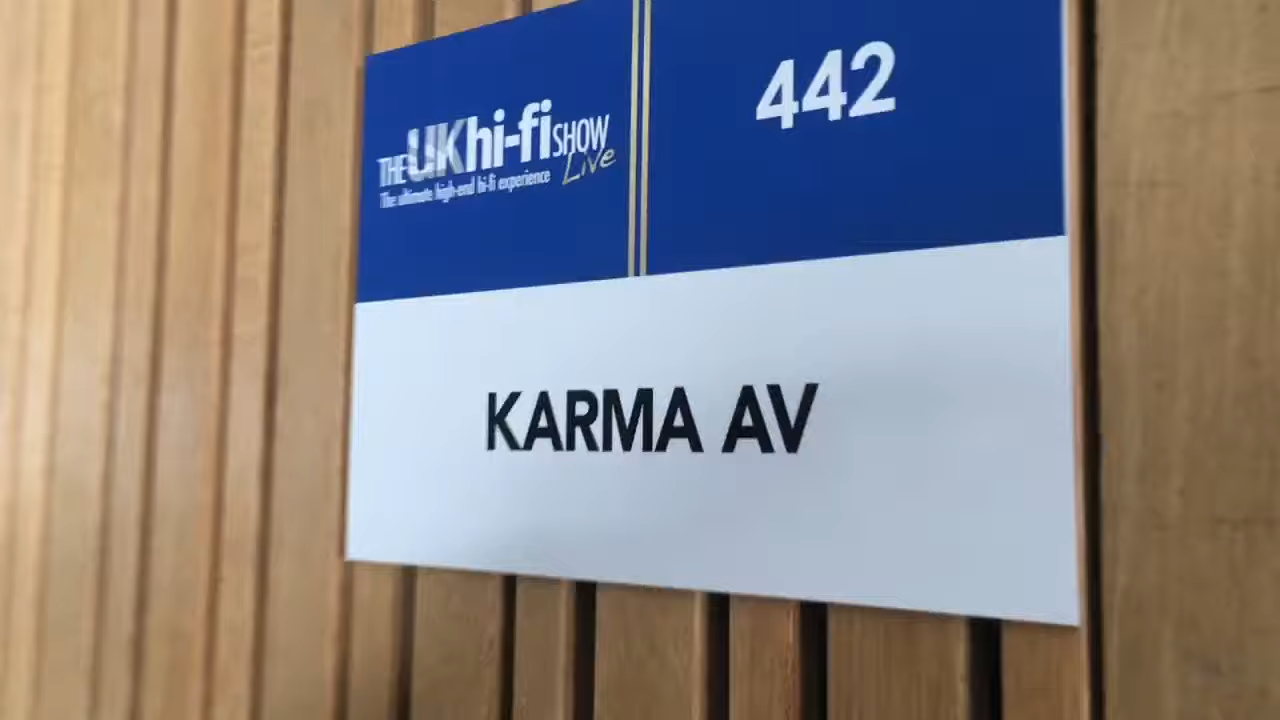 THE UK hi-fi SHOW
Live
The ultimate high-end hi-fi experience
442
KARMA AV